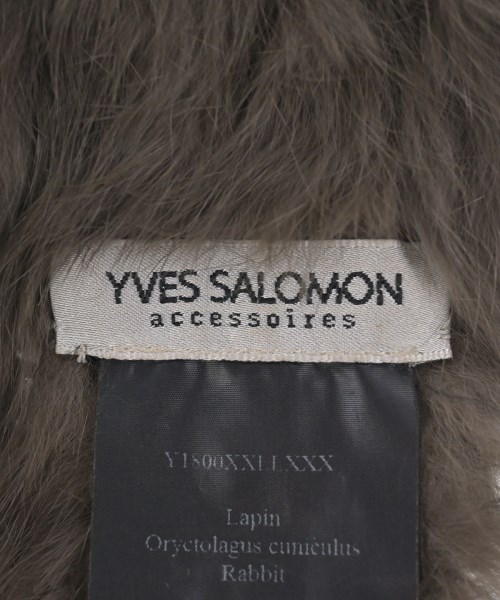 YVES SALOMON
accessoires
Y1800XXLLXXX
Lapin
Oryctolagus cuniculus
Rabbit